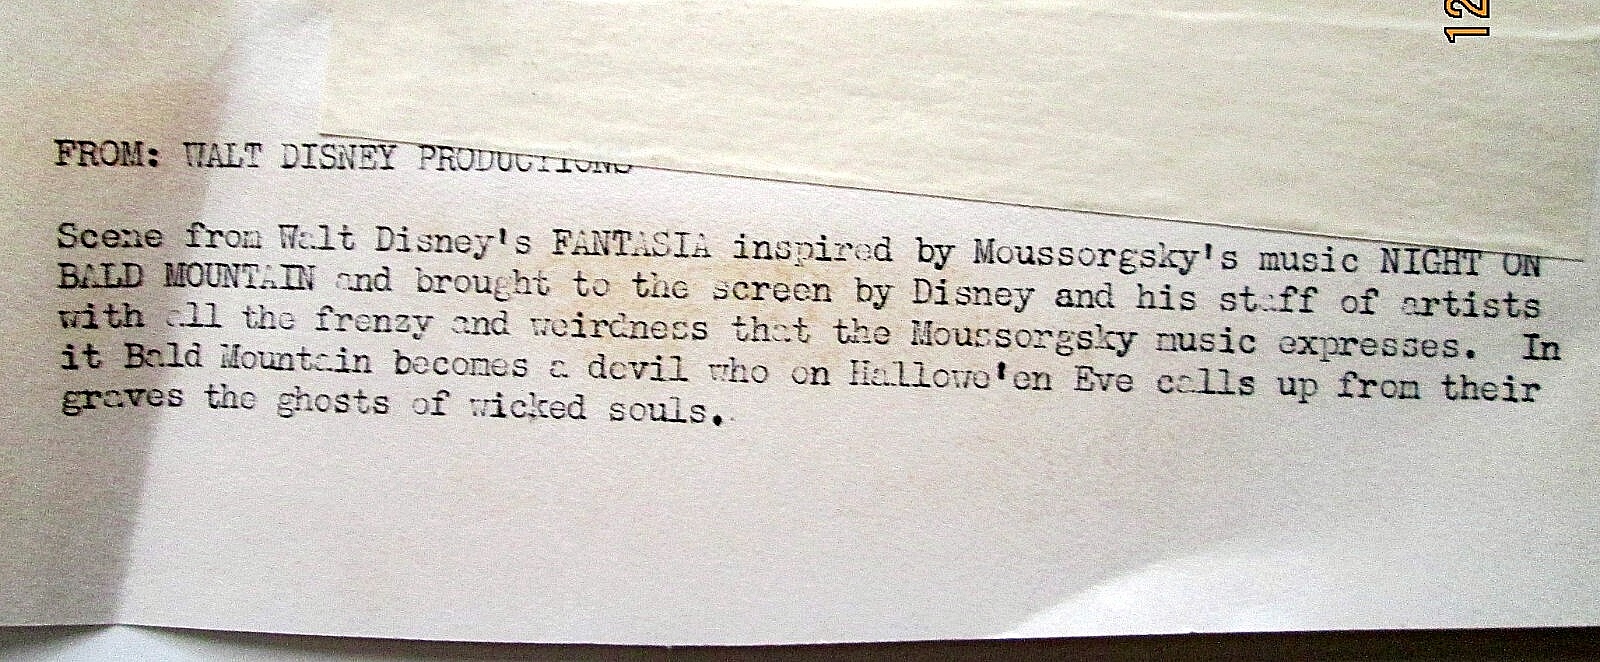 12
FROM: WALT DISNEY PRODUCTIONS
Scene from Walt Disney's FANTASIA inspired by Moussorgsky's music NIGHT ON
BALD MOUNTAIN and brought to the screen by Disney and his staff of artists
with all the frenzy and weirdness that the Moussorgsky music expresses. In
it Bald Mountain becomes a devil who on Hallowe'en Eve calls up from their
graves the ghosts of wicked souls.